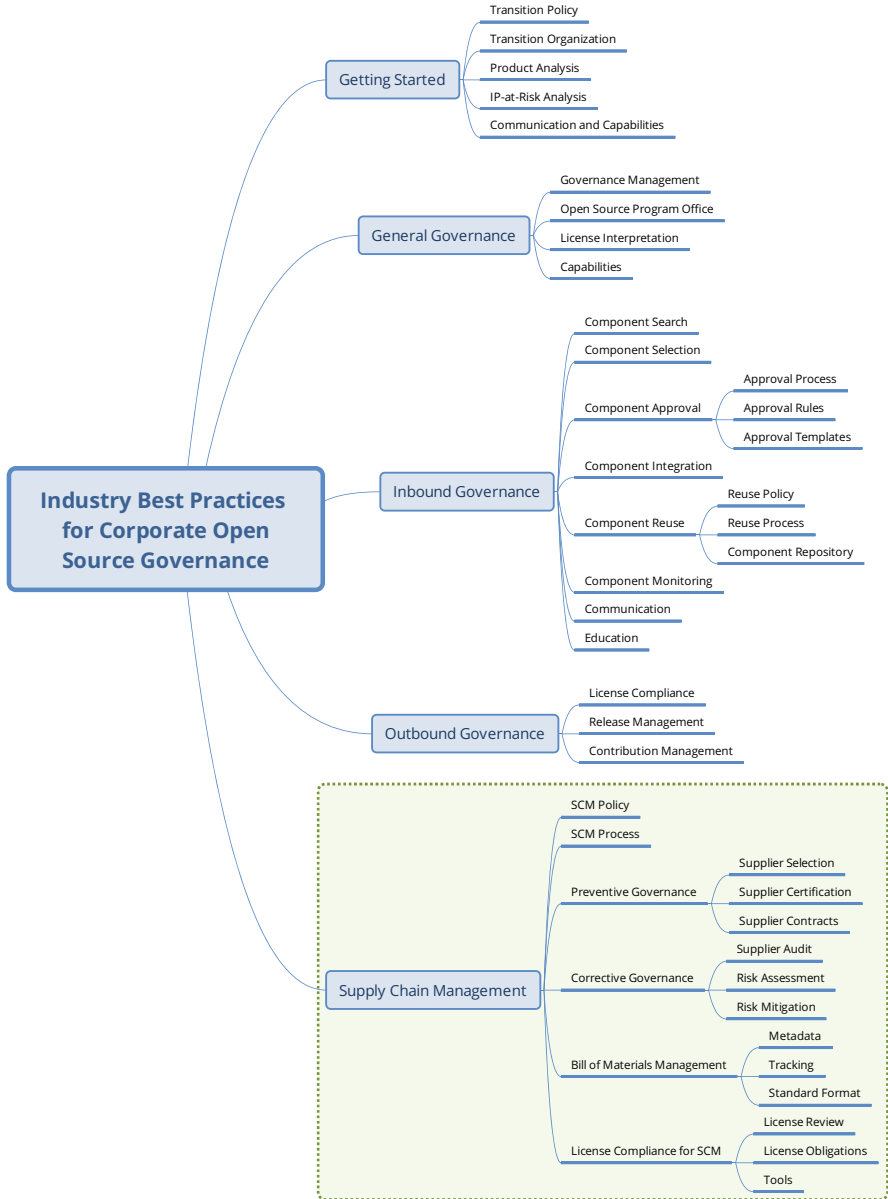 Industry Best Practices
for Corporate Open
Source Governance
Getting Started
Transition Policy
Transition Organization
Product Analysis
IP-at-Risk Analysis
Communication and Capabilities
General Governance
Governance Management
Open Source Program Office
License Interpretation
Capabilities
Inbound Governance
Component Search
Component Selection
Component Approval
Approval Process
Approval Rules
Approval Templates
Component Integration
Component Reuse
Reuse Policy
Reuse Process
Component Repository
Component Monitoring
Communication
Education
Outbound Governance
License Compliance
Release Management
Contribution Management
Supply Chain Management
SCM Policy
SCM Process
Preventive Governance
Supplier Selection
Supplier Certification
Supplier Contracts
Corrective Governance
Supplier Audit
Risk Assessment
Risk Mitigation
Bill of Materials Management
Metadata
Tracking
Standard Format
License Compliance for SCM
License Review
License Obligations
Tools